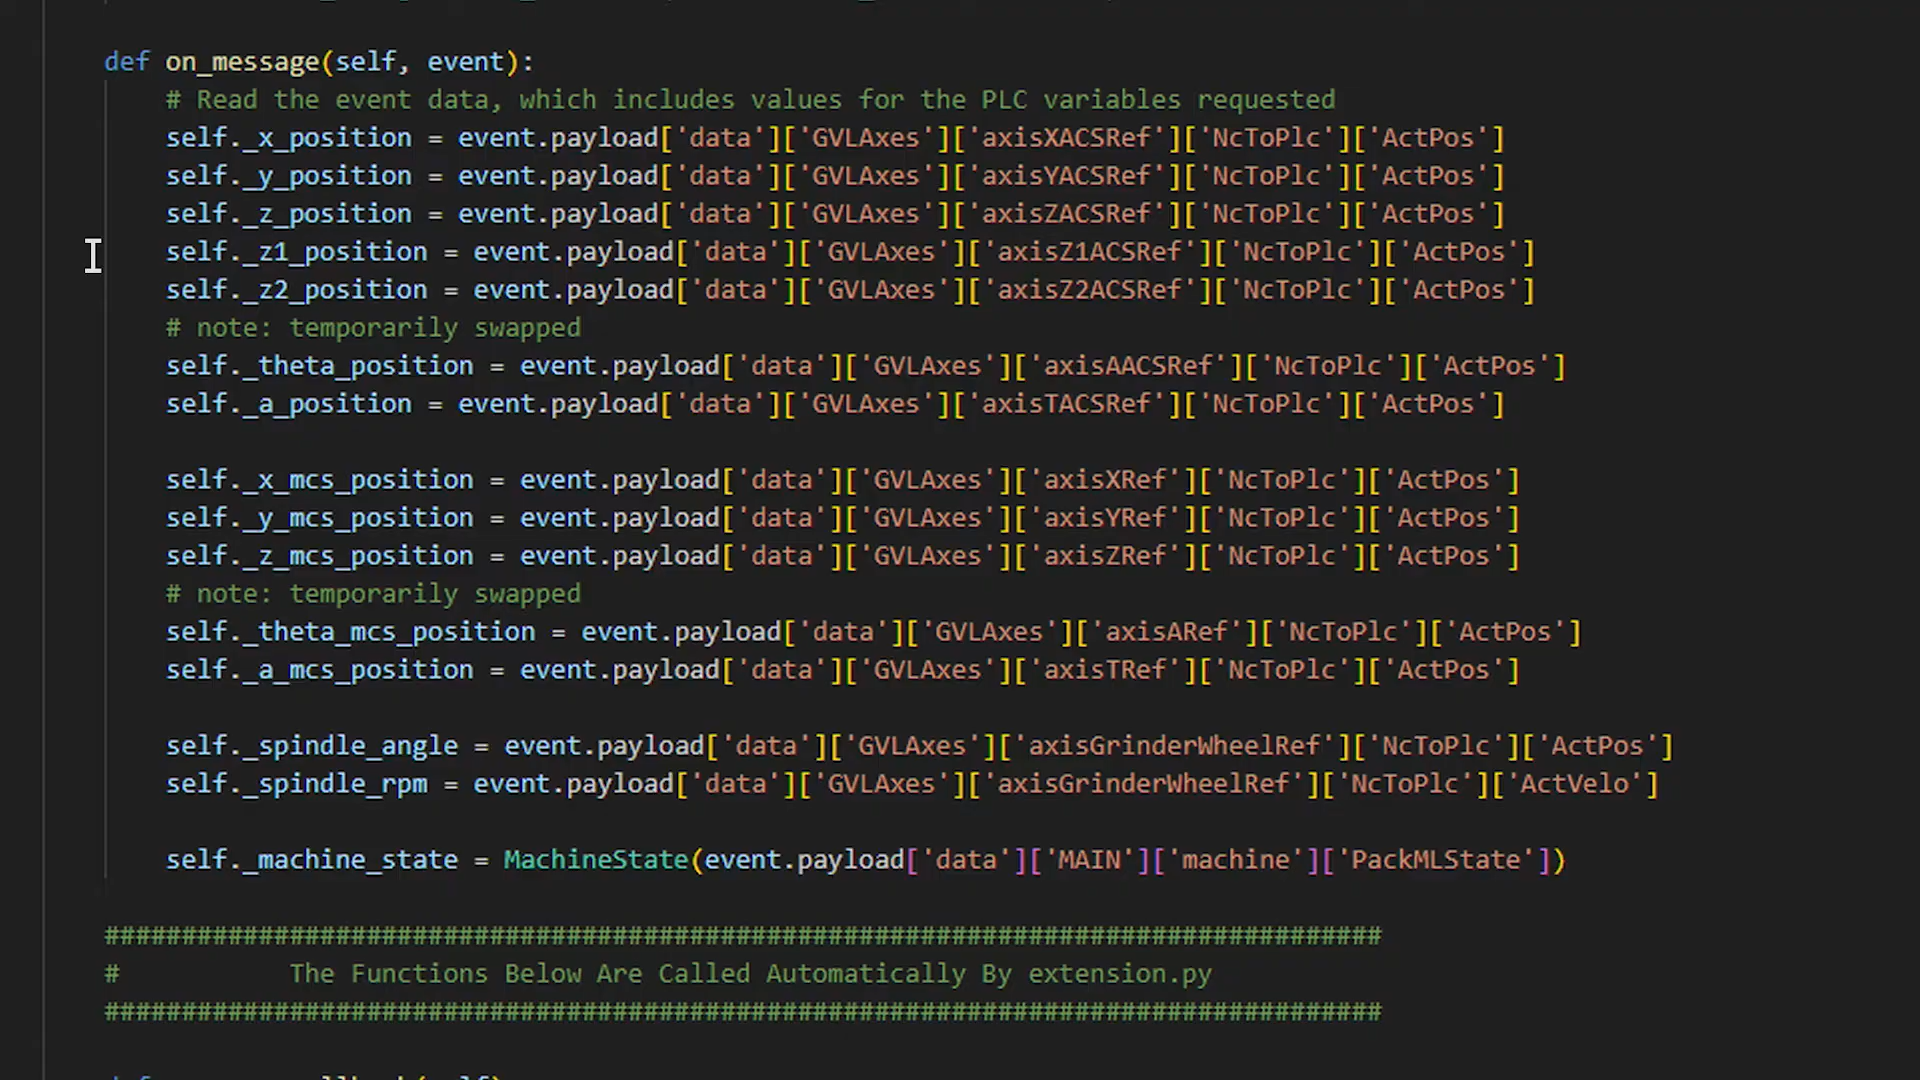 def on_message(self, event):
# Read the event data, which includes values for the PLC variables requested
self._x_position = event.payload['data']['GVLAxes']['axisXACSRef']['NcToPlc']['ActPos']
self._y_position = event.payload['data']['GVLAxes']['axisYACSRef']['NcToPlc']['ActPos']
self._z_position = event.payload['data']['GVLAxes']['axisZACSRef']['NcToPlc']['ActPos']
self._z1_position = event.payload['data']['GVLAxes']['axisZ1ACSRef']['NcToPlc']['ActPos']
self._z2_position = event.payload['data']['GVLAxes']['axisZ2ACSRef']['NcToPlc']['ActPos']
# note: temporarily swapped
self._theta_position = event.payload['data']['GVLAxes']['axisAACSRef']['NcToPlc']['ActPos']
self._a_position = event.payload['data']['GVLAxes']['axisTACSRef']['NcToPlc']['ActPos']
self._x_mcs_position = event.payload['data']['GVLAxes']['axisXRef']['NcToPlc']['ActPos']
self._y_mcs_position = event.payload['data']['GVLAxes']['axisYRef']['NcToPlc']['ActPos']
self._z_mcs_position = event.payload['data']['GVLAxes']['axisZRef']['NcToPlc']['ActPos']
# note: temporarily swapped
self._theta_mcs_position = event.payload['data']['GVLAxes']['axisARef']['NcToPlc']['ActPos']
self._a_mcs_position = event.payload['data']['GVLAxes']['axisTRef']['NcToPlc']['ActPos']
self._spindle_angle = event.payload['data']['GVLAxes']['axisGrinderWheelRef']['NcToPlc']['ActPos']
self._spindle_rpm = event.payload['data']['GVLAxes']['axisGrinderWheelRef']['NcToPlc']['ActVelo']
self._machine_state = MachineState(event.payload['data']['MAIN']['machine']['PackMLState'])
###################################################################################
# The Functions Below Are Called Automatically By extension.py
###################################################################################